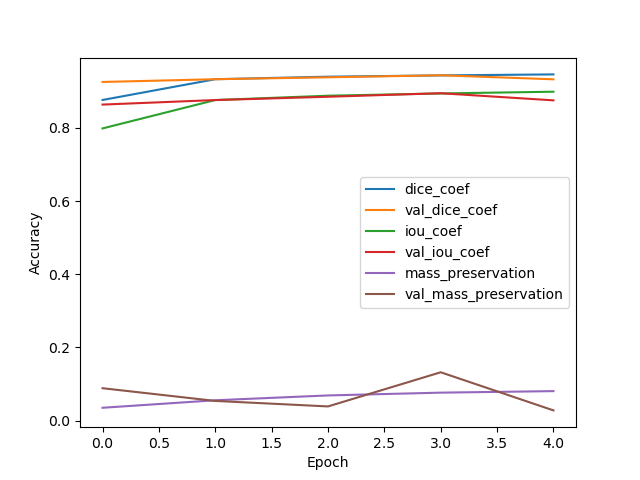 Accuracy
0.8
0.6
0.4
0.2
0.0
dice_coef
val_dice_coef
iou_coef
val_iou_coef
mass_preservation
val_mass_preservation
0.0 0.5 1.0 1.5 2.0 2.5 3.0 3.5 4.0
Epoch